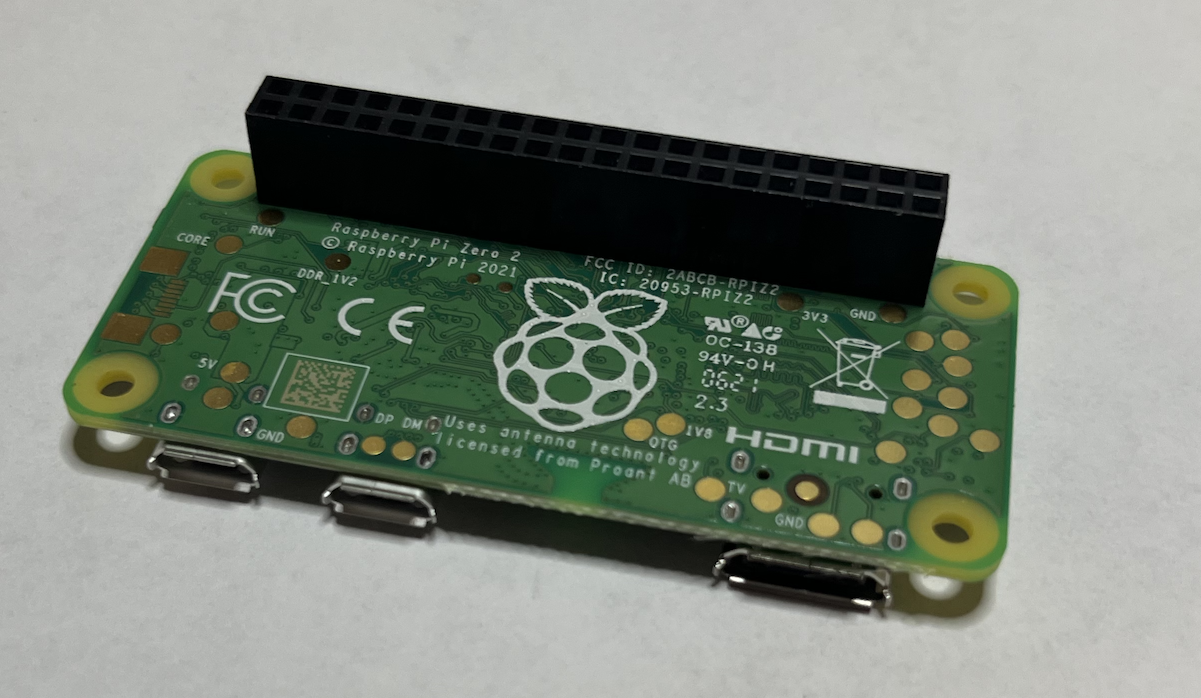 RUN
CORE
Raspberry Pi Zero 2
© Raspberry Pi 2021
DDR_1V2
FCC ID: 2ABCB-RPIZ2
IC: 20953-RPIZ2
3V3
GND
FC
CE
OC-138
94V-0H
0621
2.3
5V
GND
DP DM
Uses antenna technology
licensed from Proant AB
OTG
1V8
HDMI
TV
GND